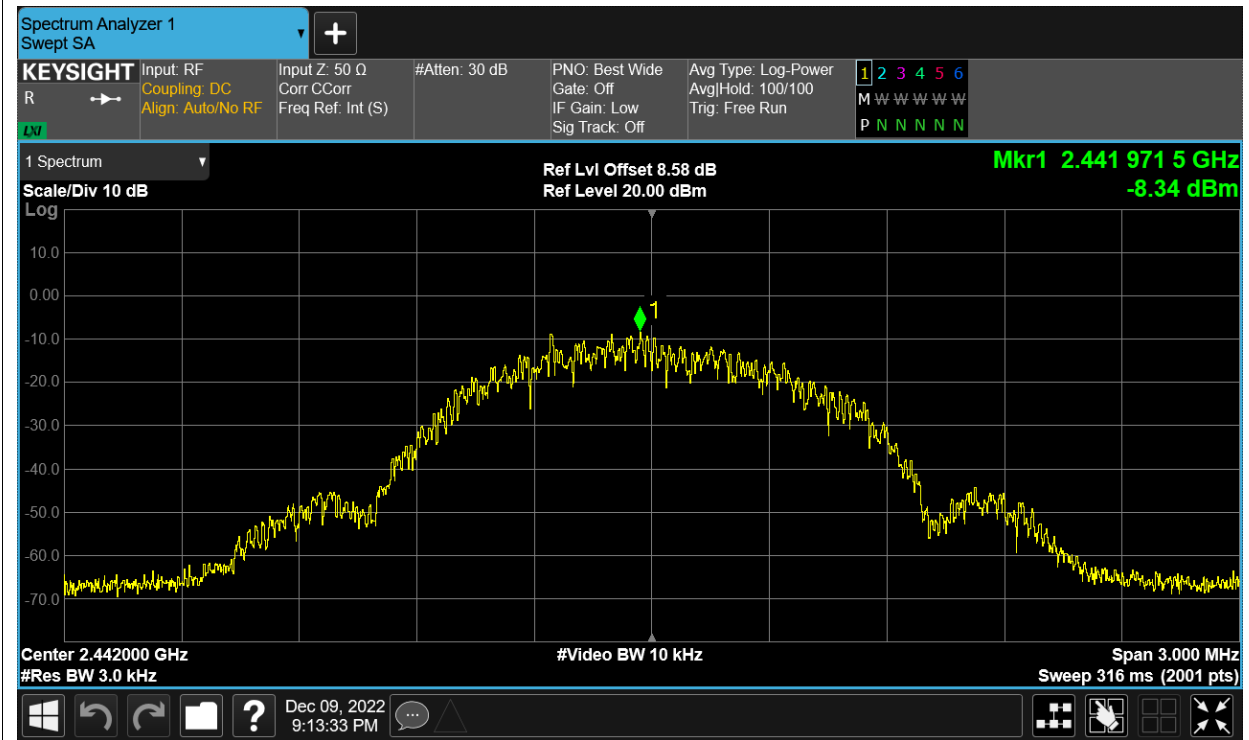 Spectrum Analyzer 1
Swept SA
KEYSIGHT
R
LXI
Input: RF
Coupling: DC
Align: Auto/No RF
Input Z: 50 Ω
Corr CCorr
Freq Ref: Int (S)
#Atten: 30 dB
PNO: Best Wide
Gate: Off
IF Gain: Low
Sig Track: Off
Avg Type: Log-Power
Avg|Hold: 100/100
Trig: Free Run
1 2 3 4 5 6
M W W W W W
P N N N N N
1 Spectrum
Scale/Div 10 dB
Log
Ref Lvl Offset 8.58 dB
Ref Level 20.00 dBm
Mkr1 2.441 971 5 GHz
-8.34 dBm
10.0
0.00
1
-10.0
-20.0
-30.0
-40.0
-50.0
-60.0
-70.0
Center 2.442000 GHz
#Video BW 10 kHz
Span 3.000 MHz
#Res BW 3.0 kHz
Sweep 316 ms (2001 pts)
?
Dec 09, 2022
9:13:33 PM